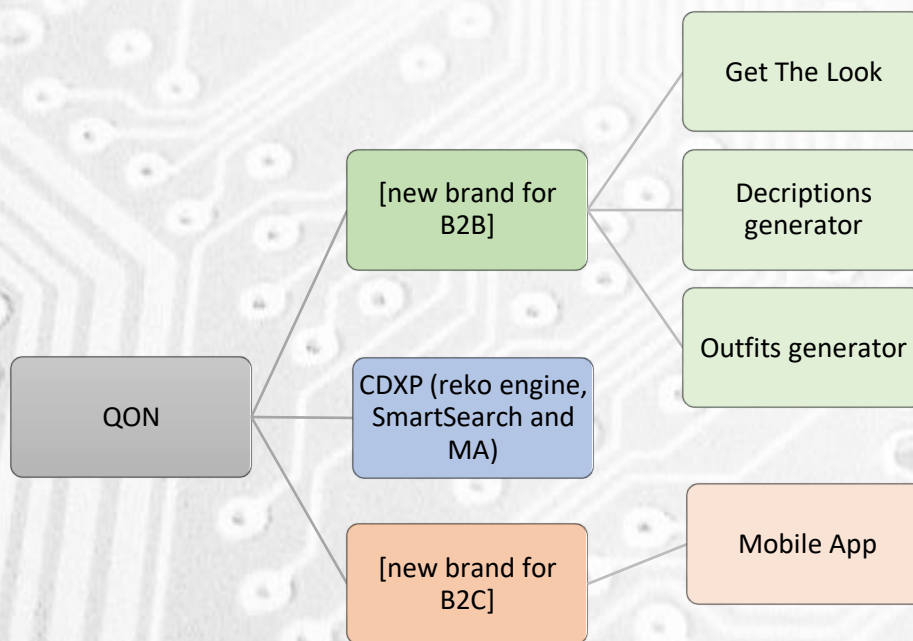 Get The Look
[new brand for
B2B]
Decriptions
generator
Outfits generator
QON
CDXP (reko engine,
SmartSearch and
MA)
[new brand for
B2C]
Mobile App